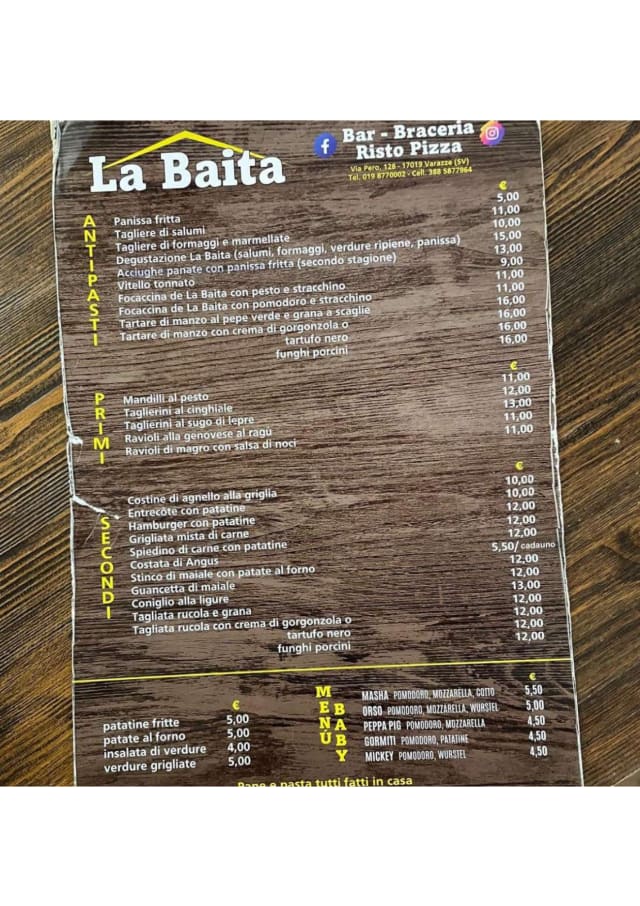 La Baita
Bar - Braceria
Risto Pizza
Via Pero, 128 - 17019 Varazze (SV)
Tel. 019 8770002 - Cell. 388 5877964
ANTIPASTI
€
Panissa fritta 5,00
Tagliere di salumi 11,00
Tagliere di formaggi e marmellate 10,00
Degustazione La Baita (salumi, formaggi, verdure ripiene, panissa) 15,00
Acciughe panate con panissa fritta (secondo stagione) 13,00
Vitello tonnato 9,00
Focaccina de La Baita con pesto e stracchino 11,00
Focaccina de La Baita con pomodoro e stracchino 11,00
Tartare di manzo al pepe verde e grana a scaglie 16,00
Tartare di manzo con crema di gorgonzola o 16,00
tartufo nero 16,00
funghi porcini 16,00
PRIMI
€
Mandilli al pesto 11,00
Taglierini al cinghiale 12,00
Taglierini al sugo di lepre 13,00
Ravioli alla genovese al ragù 11,00
Ravioli di magro con salsa di noci 11,00
SECONDI
€
Costine di agnello alla griglia 10,00
Entrecôte con patatine 10,00
Hamburger con patatine 12,00
Grigliata mista di carne 12,00
Spiedino di carne con patatine 12,00
Costata di Angus 5,50/ cadauno
Stinco di maiale con patate al forno 12,00
Guancetta di maiale 12,00
Coniglio alla ligure 13,00
Tagliata rucola e grana 12,00
Tagliata rucola con crema di gorgonzola o 12,00
tartufo nero 12,00
funghi porcini 12,00
€
patatine fritte 5,00
patate al forno 5,00
insalata di verdure 4,00
verdure grigliate 5,00
MENÙ BABY
€
MASHA POMODORO, MOZZARELLA, COTTO 5,50
ORSO POMODORO, MOZZARELLA, WURSTEL 5,00
PEPPA PIG POMODORO, MOZZARELLA 4,50
GORMITI POMODORO, PATATINE 4,50
MICKEY POMODORO, WURSTEL 4,50
Pane e pasta tutti fatti in casa